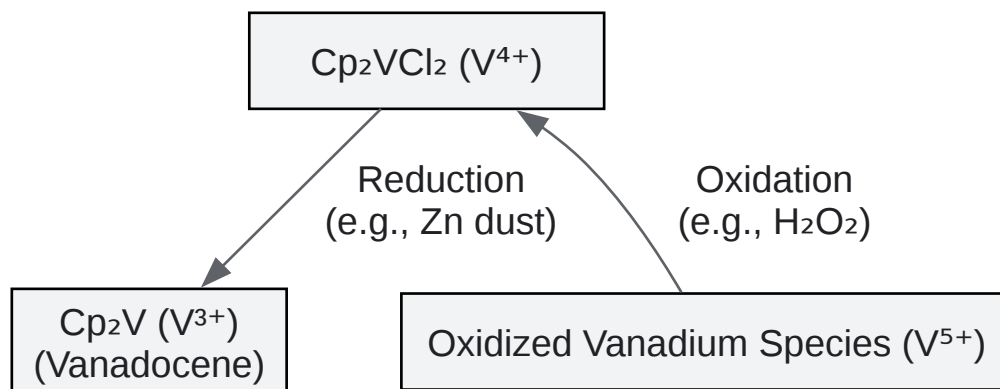 Cp₂VCl₂ (V⁴⁺)
Reduction
(e.g., Zn dust)
Oxidation
(e.g., H₂O₂)
Cp₂V (V³⁺)
(Vanadocene)
Oxidized Vanadium Species (V⁵⁺)